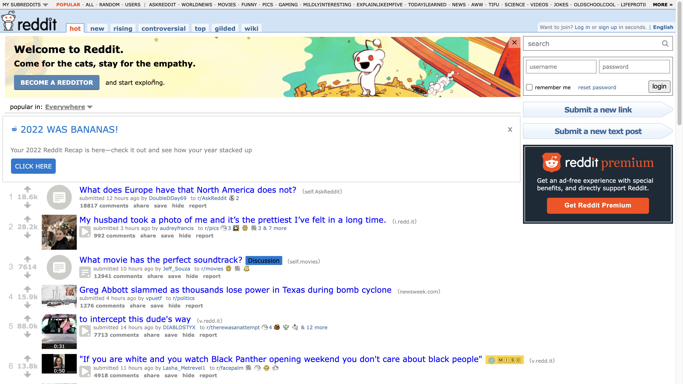 MY SUBREDDITS POPULAR - ALL - RANDOM - USERS | ASKREDDIT - WORLDNEWS - MOVIES - FUNNY - PICS - GAMING - MILDLYINTERESTING - EXPLAINLIKEIMFIVE - TODAYILEARNED - NEWS - AWW - TIFU - SCIENCE - VIDEOS - JOKES - OLDSCHOOLCOOL - LIFEPROTI MORE »
reddit hot new rising controversial top gilded wiki
Want to join? Log in or sign up in seconds. | English
Welcome to Reddit.
Come for the cats, stay for the empathy.
BECOME A REDDITOR and start exploring.
search
username password
remember me reset password login
popular in: Everywhere
Submit a new link
Submit a new text post
2022 WAS BANANAS! X
Your 2022 Reddit Recap is here—check it out and see how your year stacked up
CLICK HERE
reddit premium
Get an ad-free experience with special
benefits, and directly support Reddit.
Get Reddit Premium
1 18.6k What does Europe have that North America does not? (self.AskReddit)
submitted 12 hours ago by DoubleDDay69 to r/AskReddit 2
18817 comments share save hide report
2 28.2k My husband took a photo of me and it's the prettiest I've felt in a long time. (i.redd.it)
submitted 3 hours ago by audreyfrancis to r/pics 3 & 7 more
992 comments share save hide report
3 7614 What movie has the perfect soundtrack? Discussion (self.movies)
submitted 10 hours ago by Jeff_Souza to r/movies
12941 comments share save hide report
4 15.9k Greg Abbott slammed as thousands lose power in Texas during bomb cyclone (newsweek.com)
submitted 4 hours ago by vpuetf to r/politics
1276 comments share save hide report
5 88.0k to intercept this dude's way (v.redd.it)
submitted 14 hours ago by DIABLOSTYX to r/therewasanattempt 4 & 12 more
7713 comments share save hide report
0:31
6 13.8k "If you are white and you watch Black Panther opening weekend you don't care about black people" (v.redd.it)
submitted 11 hours ago by Lasha_Metrevel1 to r/facepalm
4918 comments share save hide report
0:50